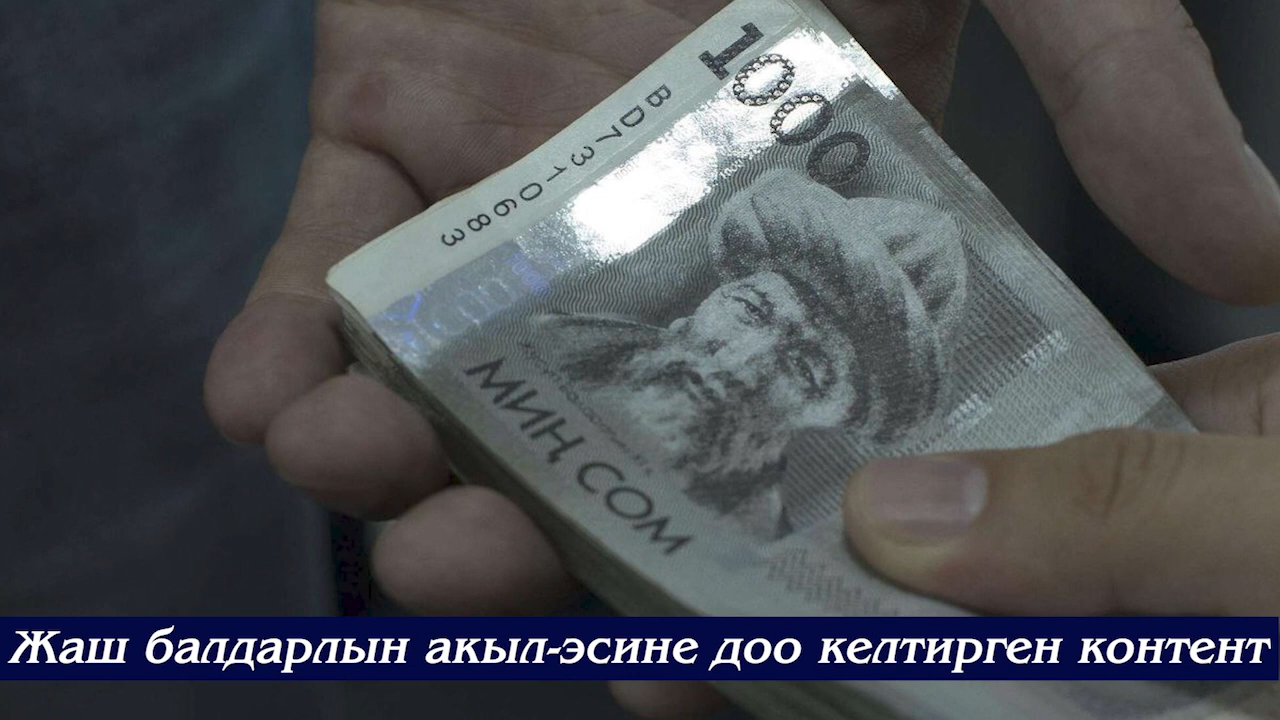 1000
BD7310683
МИҢ СОМ
Жаш балдарлын акыл-эсине доо келтирген контент